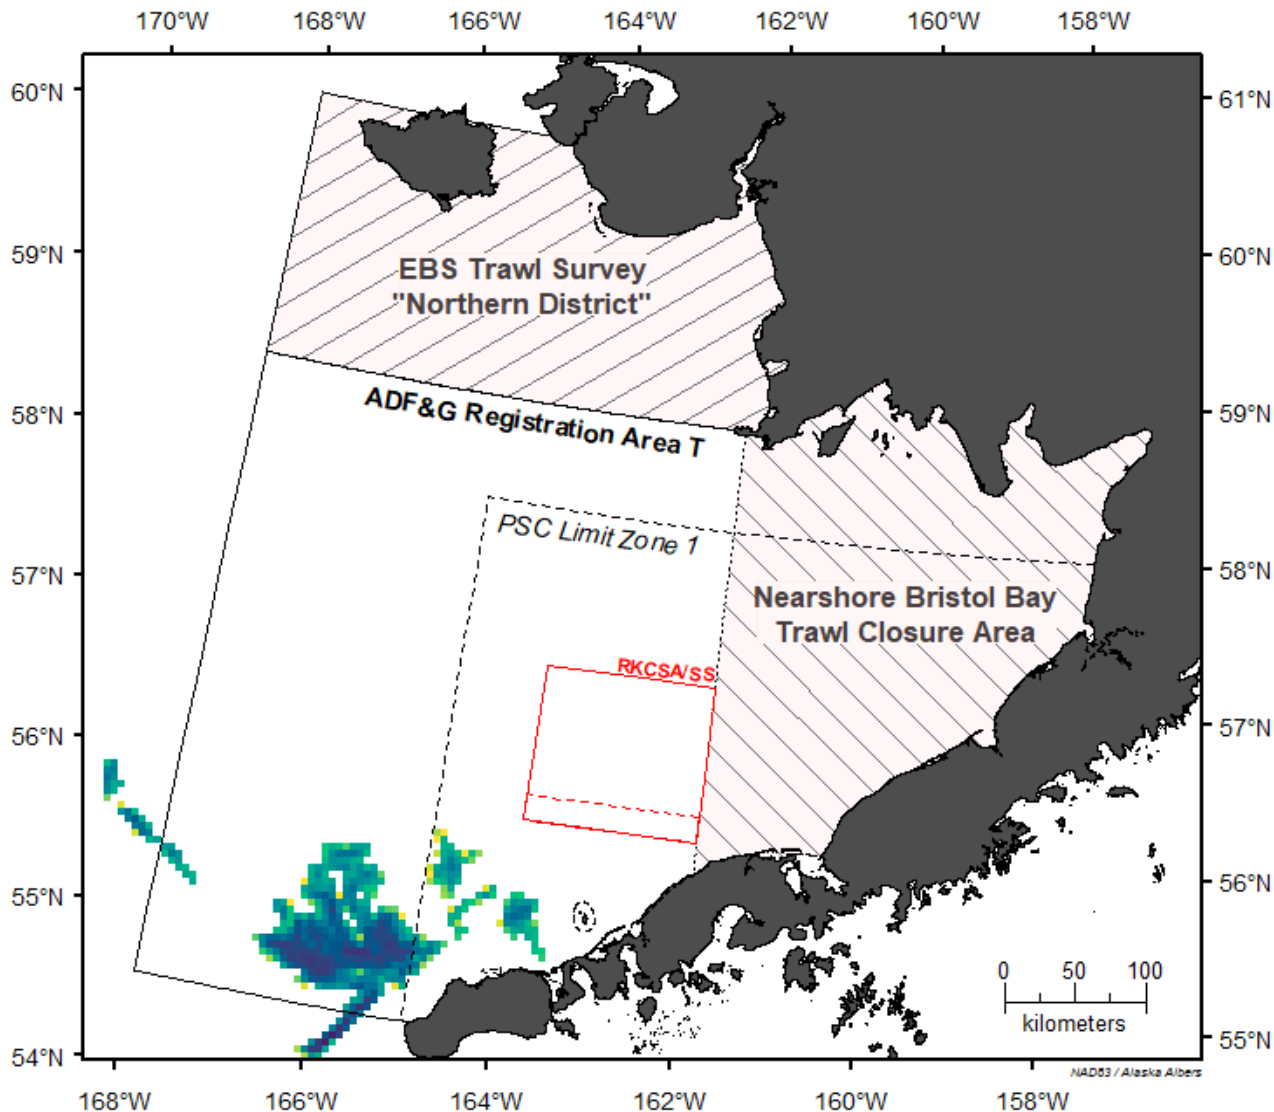 170°W 168°W 166°W 164°W 162°W 160°W 158°W
60°N
61°N
EBS Trawl Survey
"Northern District"
59°N
60°N
ADF&G Registration Area T
58°N
59°N
PSC Limit Zone 1
57°N
58°N
Nearshore Bristol Bay
Trawl Closure Area
RKCSA/SS
56°N
57°N
55°N
56°N
0 50 100
kilometers
54°N
55°N
NAD83 / Alaska Albers
168°W 166°W 164°W 162°W 160°W 158°W